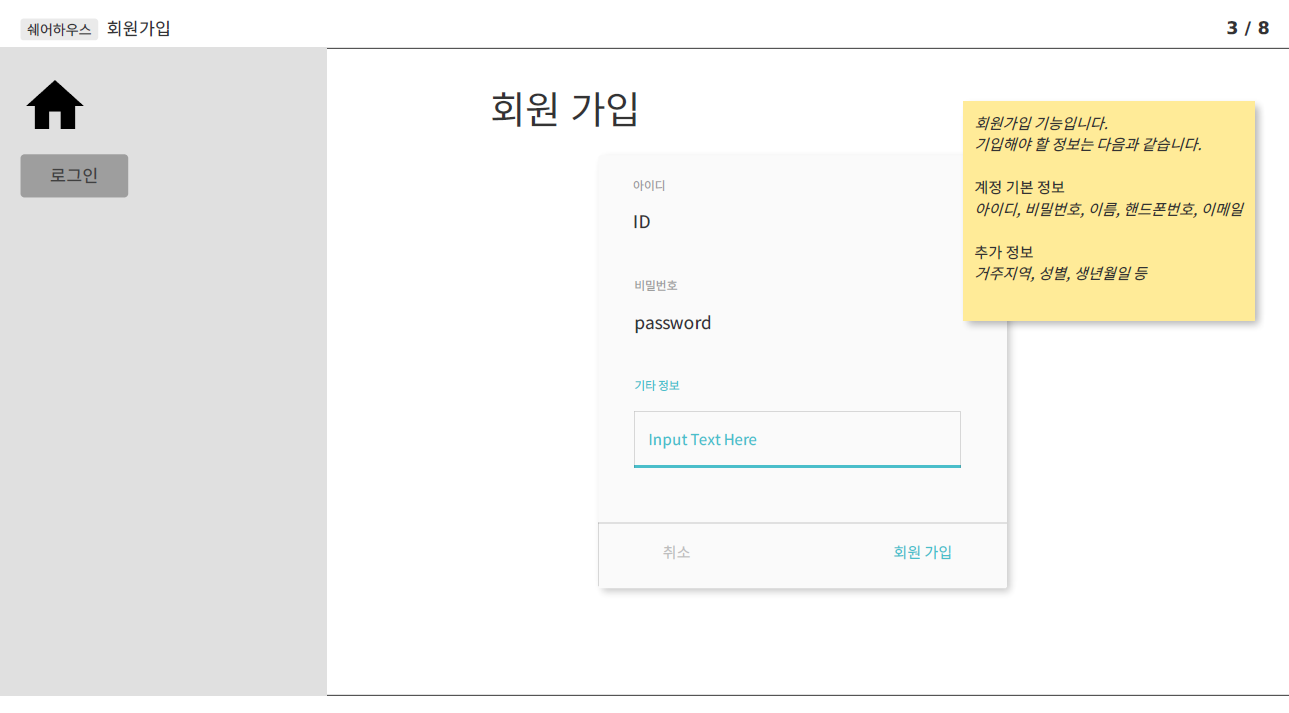 쉐어하우스 회원가입
3 / 8
로그인
회원 가입
아이디
ID
비밀번호
password
기타 정보
Input Text Here
취소
회원 가입
회원가입 기능입니다.
기입해야 할 정보는 다음과 같습니다.
계정 기본 정보
아이디, 비밀번호, 이름, 핸드폰번호, 이메일
추가 정보
거주지역, 성별, 생년월일 등